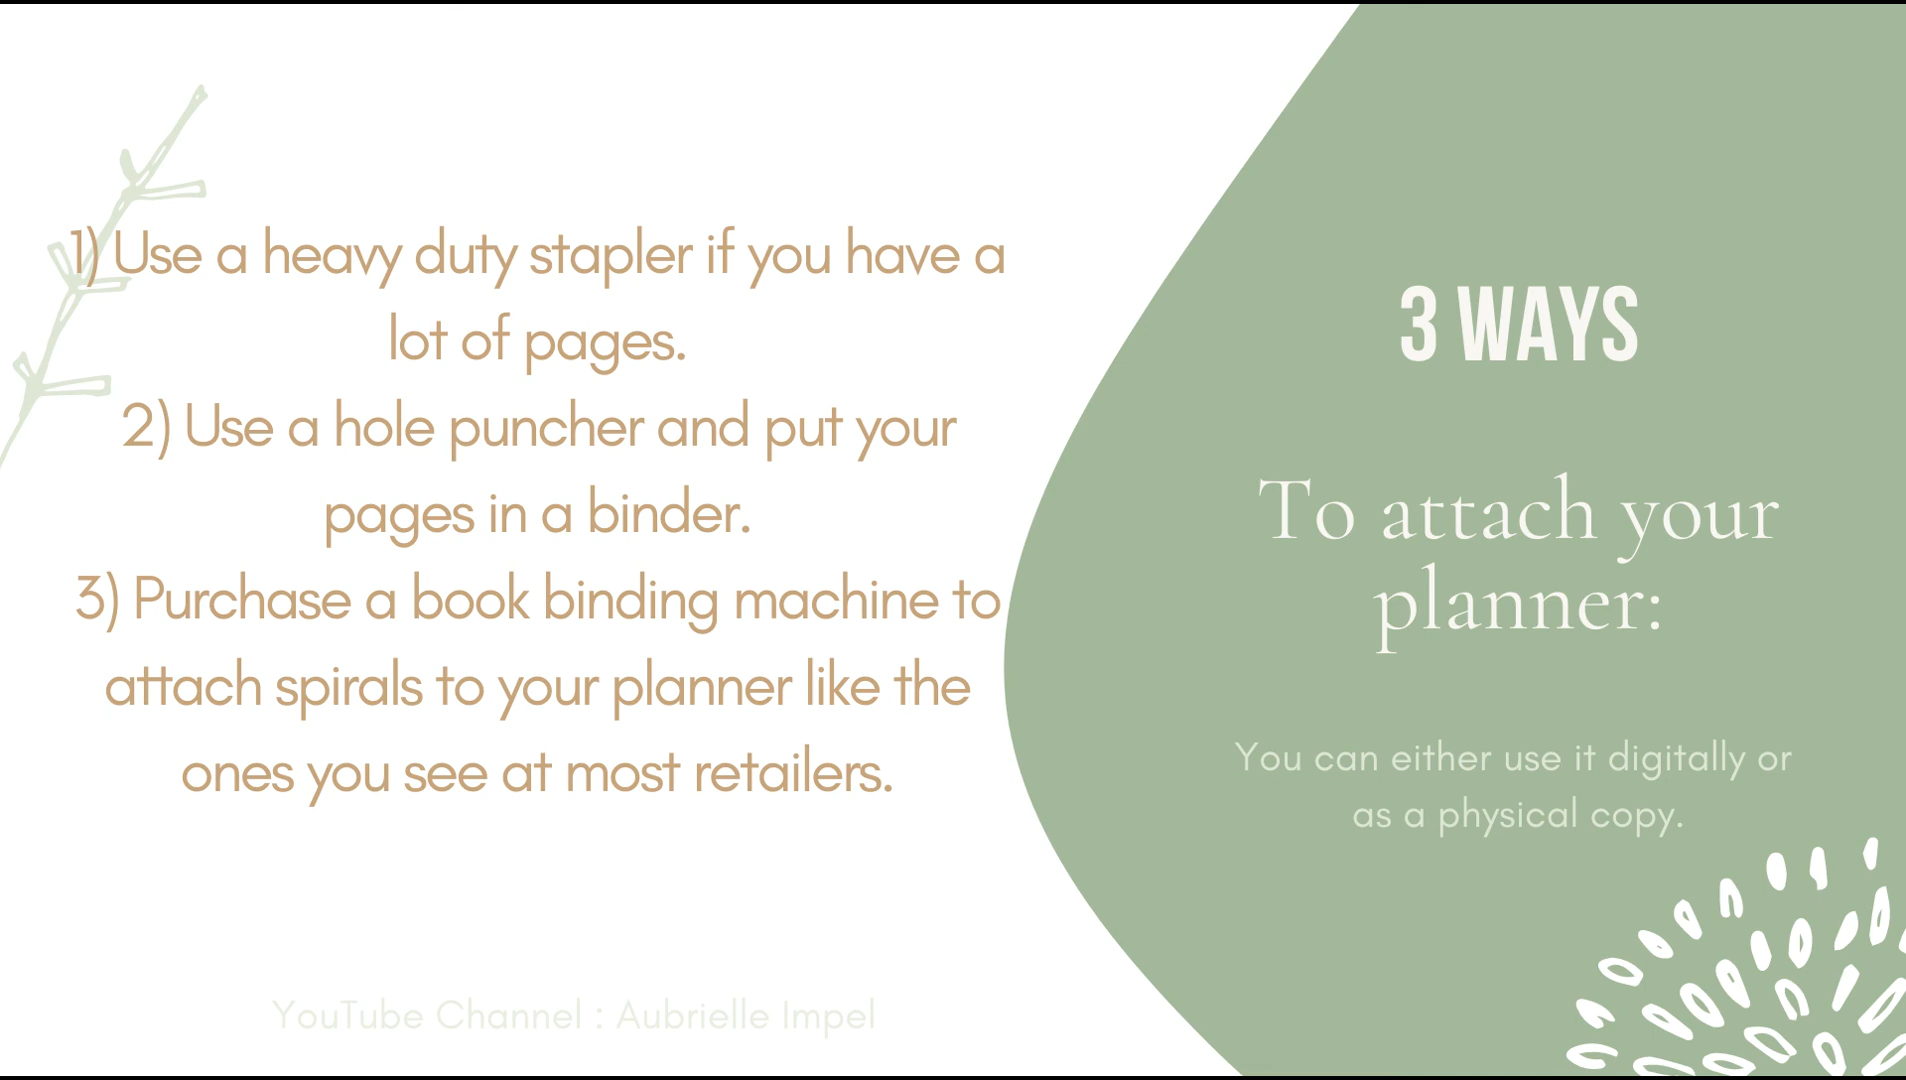 1) Use a heavy duty stapler if you have a
lot of pages.
2) Use a hole puncher and put your
pages in a binder.
3) Purchase a book binding machine to
attach spirals to your planner like the
ones you see at most retailers.
YouTube Channel : Aubrielle Impel
3 WAYS
To attach your
planner:
You can either use it digitally or
as a physical copy.